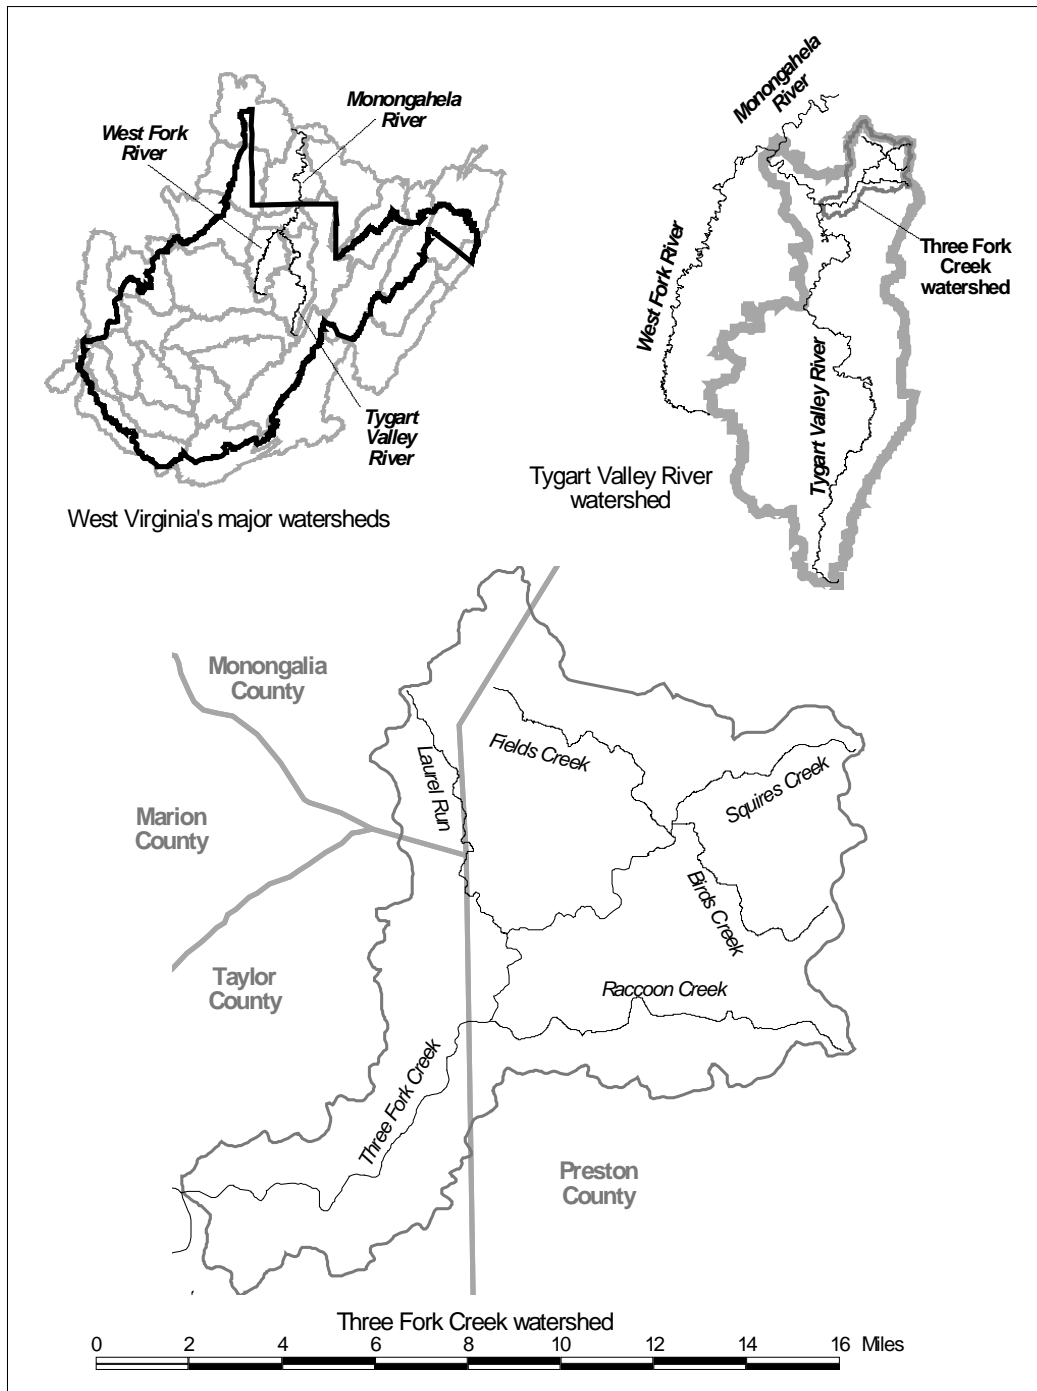 Monongahela
River
West Fork
River
Tygart
Valley
River
West Virginia's major watersheds
Monongahela
River
West Fork River
Three Fork
Creek
watershed
Tygart Valley River
Tygart Valley River
watershed
Monongalia
County
Marion
County
Taylor
County
Preston
County
Laurel Run
Fields Creek
Squires Creek
Birds Creek
Raccoon Creek
Three Fork Creek
Three Fork Creek watershed
0 2 4 6 8 10 12 14 16 Miles